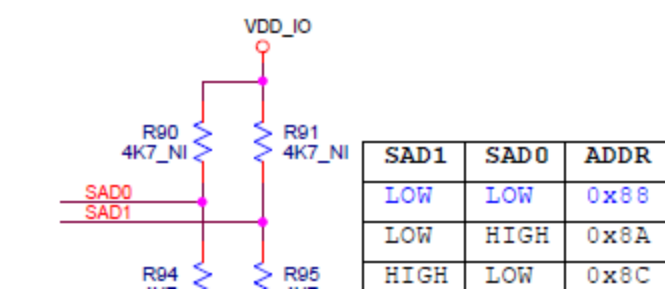 VDD_IO
R90
4K7_NI
R91
4K7_NI
SAD0
SAD1
SAD1 SAD0 ADDR
LOW LOW 0x88
LOW HIGH 0x8A
HIGH LOW 0x8C
R94
R95